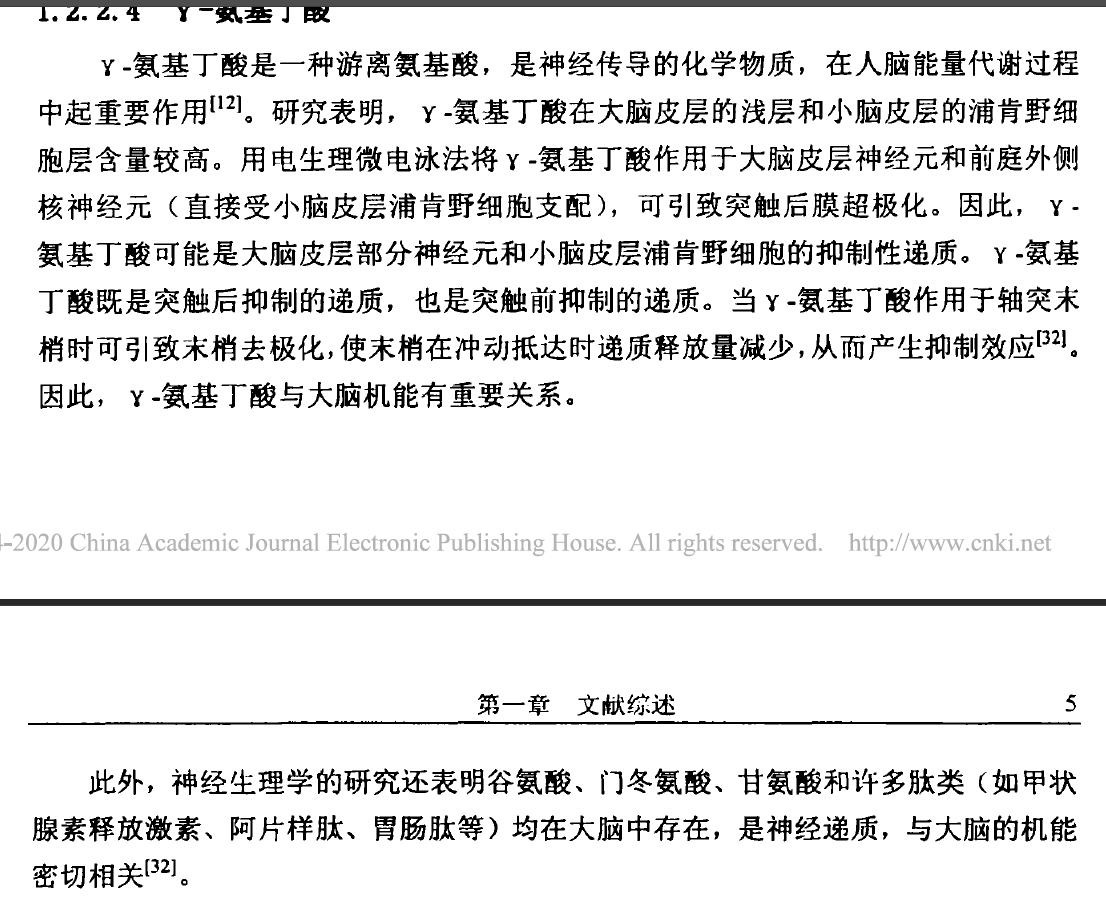 1.2.2.4 γ-氨基丁酸
γ-氨基丁酸是一种游离氨基酸，是神经传导的化学物质，在人脑能量代谢过程
中起重要作用[12]。研究表明，γ-氨基丁酸在大脑皮层的浅层和小脑皮层的浦肯野细
胞层含量较高。用电生理微电泳法将γ-氨基丁酸作用于大脑皮层神经元和前庭外侧
核神经元（直接受小脑皮层浦肯野细胞支配），可引致突触后膜超极化。因此，γ-
氨基丁酸可能是大脑皮层部分神经元和小脑皮层浦肯野细胞的抑制性递质。γ-氨基
丁酸既是突触后抑制的递质，也是突触前抑制的递质。当γ-氨基丁酸作用于轴突末
梢时可引致末梢去极化，使末梢在冲动抵达时递质释放量减少，从而产生抑制效应[32]。
因此，γ-氨基丁酸与大脑机能有重要关系。
4-2020 China Academic Journal Electronic Publishing House. All rights reserved. http://www.cnki.net
第一章 文献综述 5
此外，神经生理学的研究还表明谷氨酸、门冬氨酸、甘氨酸和许多肽类（如甲状
腺素释放激素、阿片样肽、胃肠肽等）均在大脑中存在，是神经递质，与大脑的机能
密切相关[32]。